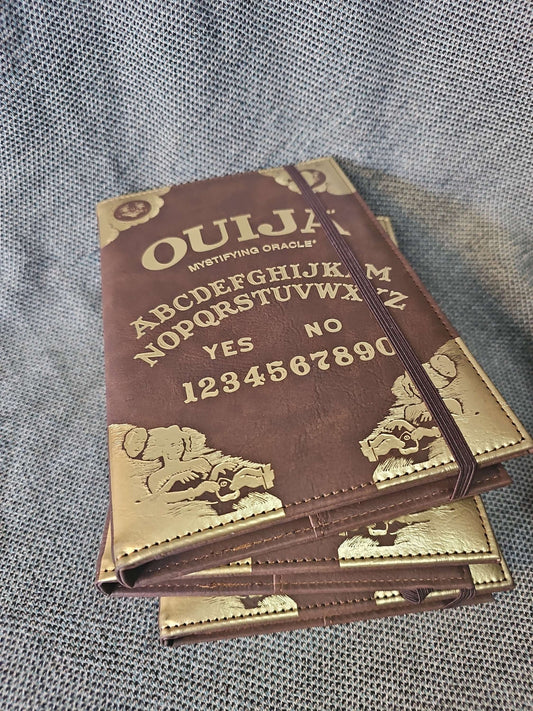 OUIJA
MYSTIFYING ORACLE®
ABCDEFGHIJKLM
NOPQRSTUVWXYZ
YES NO
1234567890